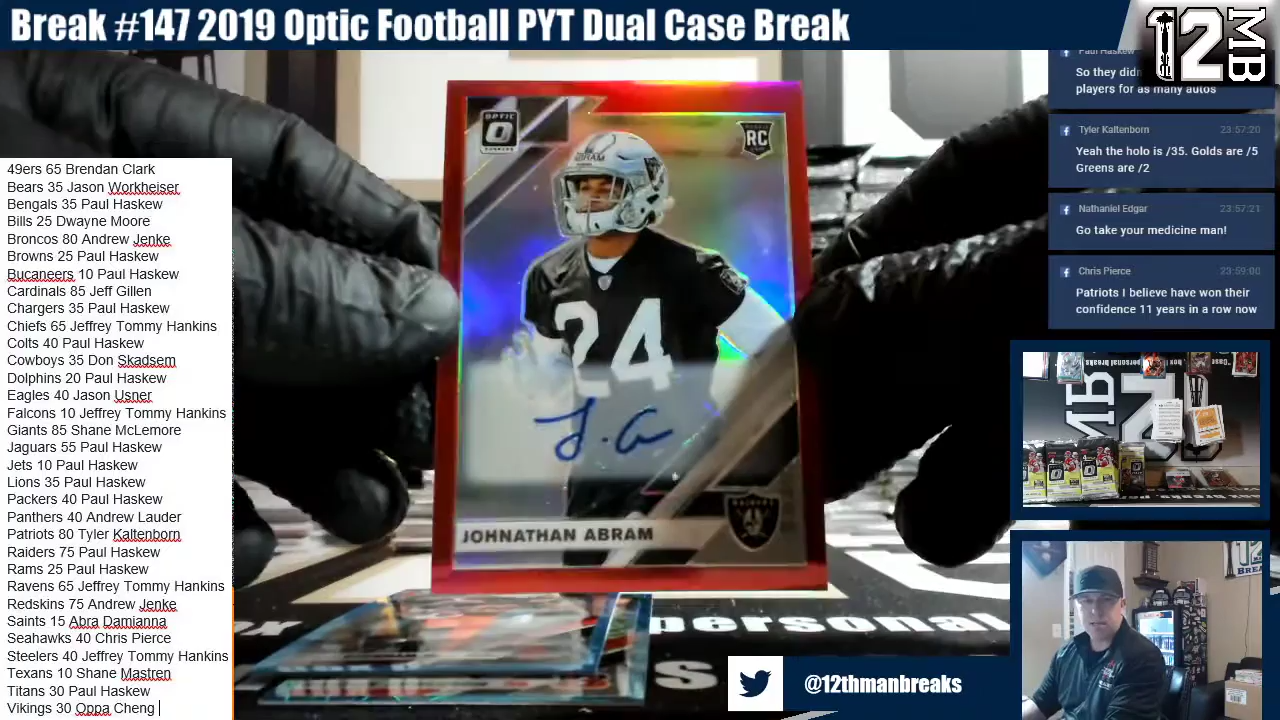 Break #147 2019 Optic Football PYT Dual Case Break
12
MB
49ers 65 Brendan Clark
Bears 35 Jason Workheiser
Bengals 35 Paul Haskew
Bills 25 Dwayne Moore
Broncos 80 Andrew Jenke
Browns 25 Paul Haskew
Bucaneers 10 Paul Haskew
Cardinals 85 Jeff Gillen
Chargers 35 Paul Haskew
Chiefs 65 Jeffrey Tommy Hankins
Colts 40 Paul Haskew
Cowboys 35 Don Skadsem
Dolphins 20 Paul Haskew
Eagles 40 Jason Usner
Falcons 10 Jeffrey Tommy Hankins
Giants 85 Shane McLemore
Jaguars 55 Paul Haskew
Jets 10 Paul Haskew
Lions 35 Paul Haskew
Packers 40 Paul Haskew
Panthers 40 Andrew Lauder
Patriots 80 Tyler Kaltenborn
Raiders 75 Paul Haskew
Rams 25 Paul Haskew
Ravens 65 Jeffrey Tommy Hankins
Redskins 75 Andrew Jenke
Saints 15 Abra Damianna
Seahawks 40 Chris Pierce
Steelers 40 Jeffrey Tommy Hankins
Texans 10 Shane Mastren
Titans 30 Paul Haskew
Vikings 30 Oppa Cheng
OPTIC
DONRUSS
RC
ABRAM
24
J. A
JOHNATHAN ABRAM
RAIDERS
personal
Paul Haskew
So they didn
players for as many autos
Tyler Kaltenborn 23:57:20
Yeah the holo is /35. Golds are /5
Greens are /2
Nathaniel Edgar 23:57:21
Go take your medicine man!
Chris Pierce 23:59:00
Patriots I believe have won their
confidence 11 years in a row now
MB
12
BREA
@12thmanbreaks